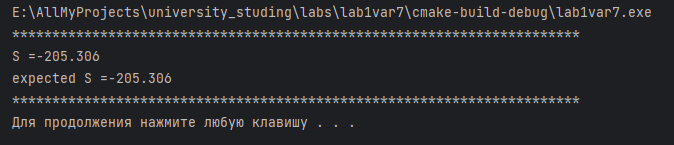 E:\AllMyProjects\university_studing\labs\lab1var7\cmake-build-debug\lab1var7.exe
***********************************************************************
S =-205.306
expected S =-205.306
***********************************************************************
Для продолжения нажмите любую клавишу . . .